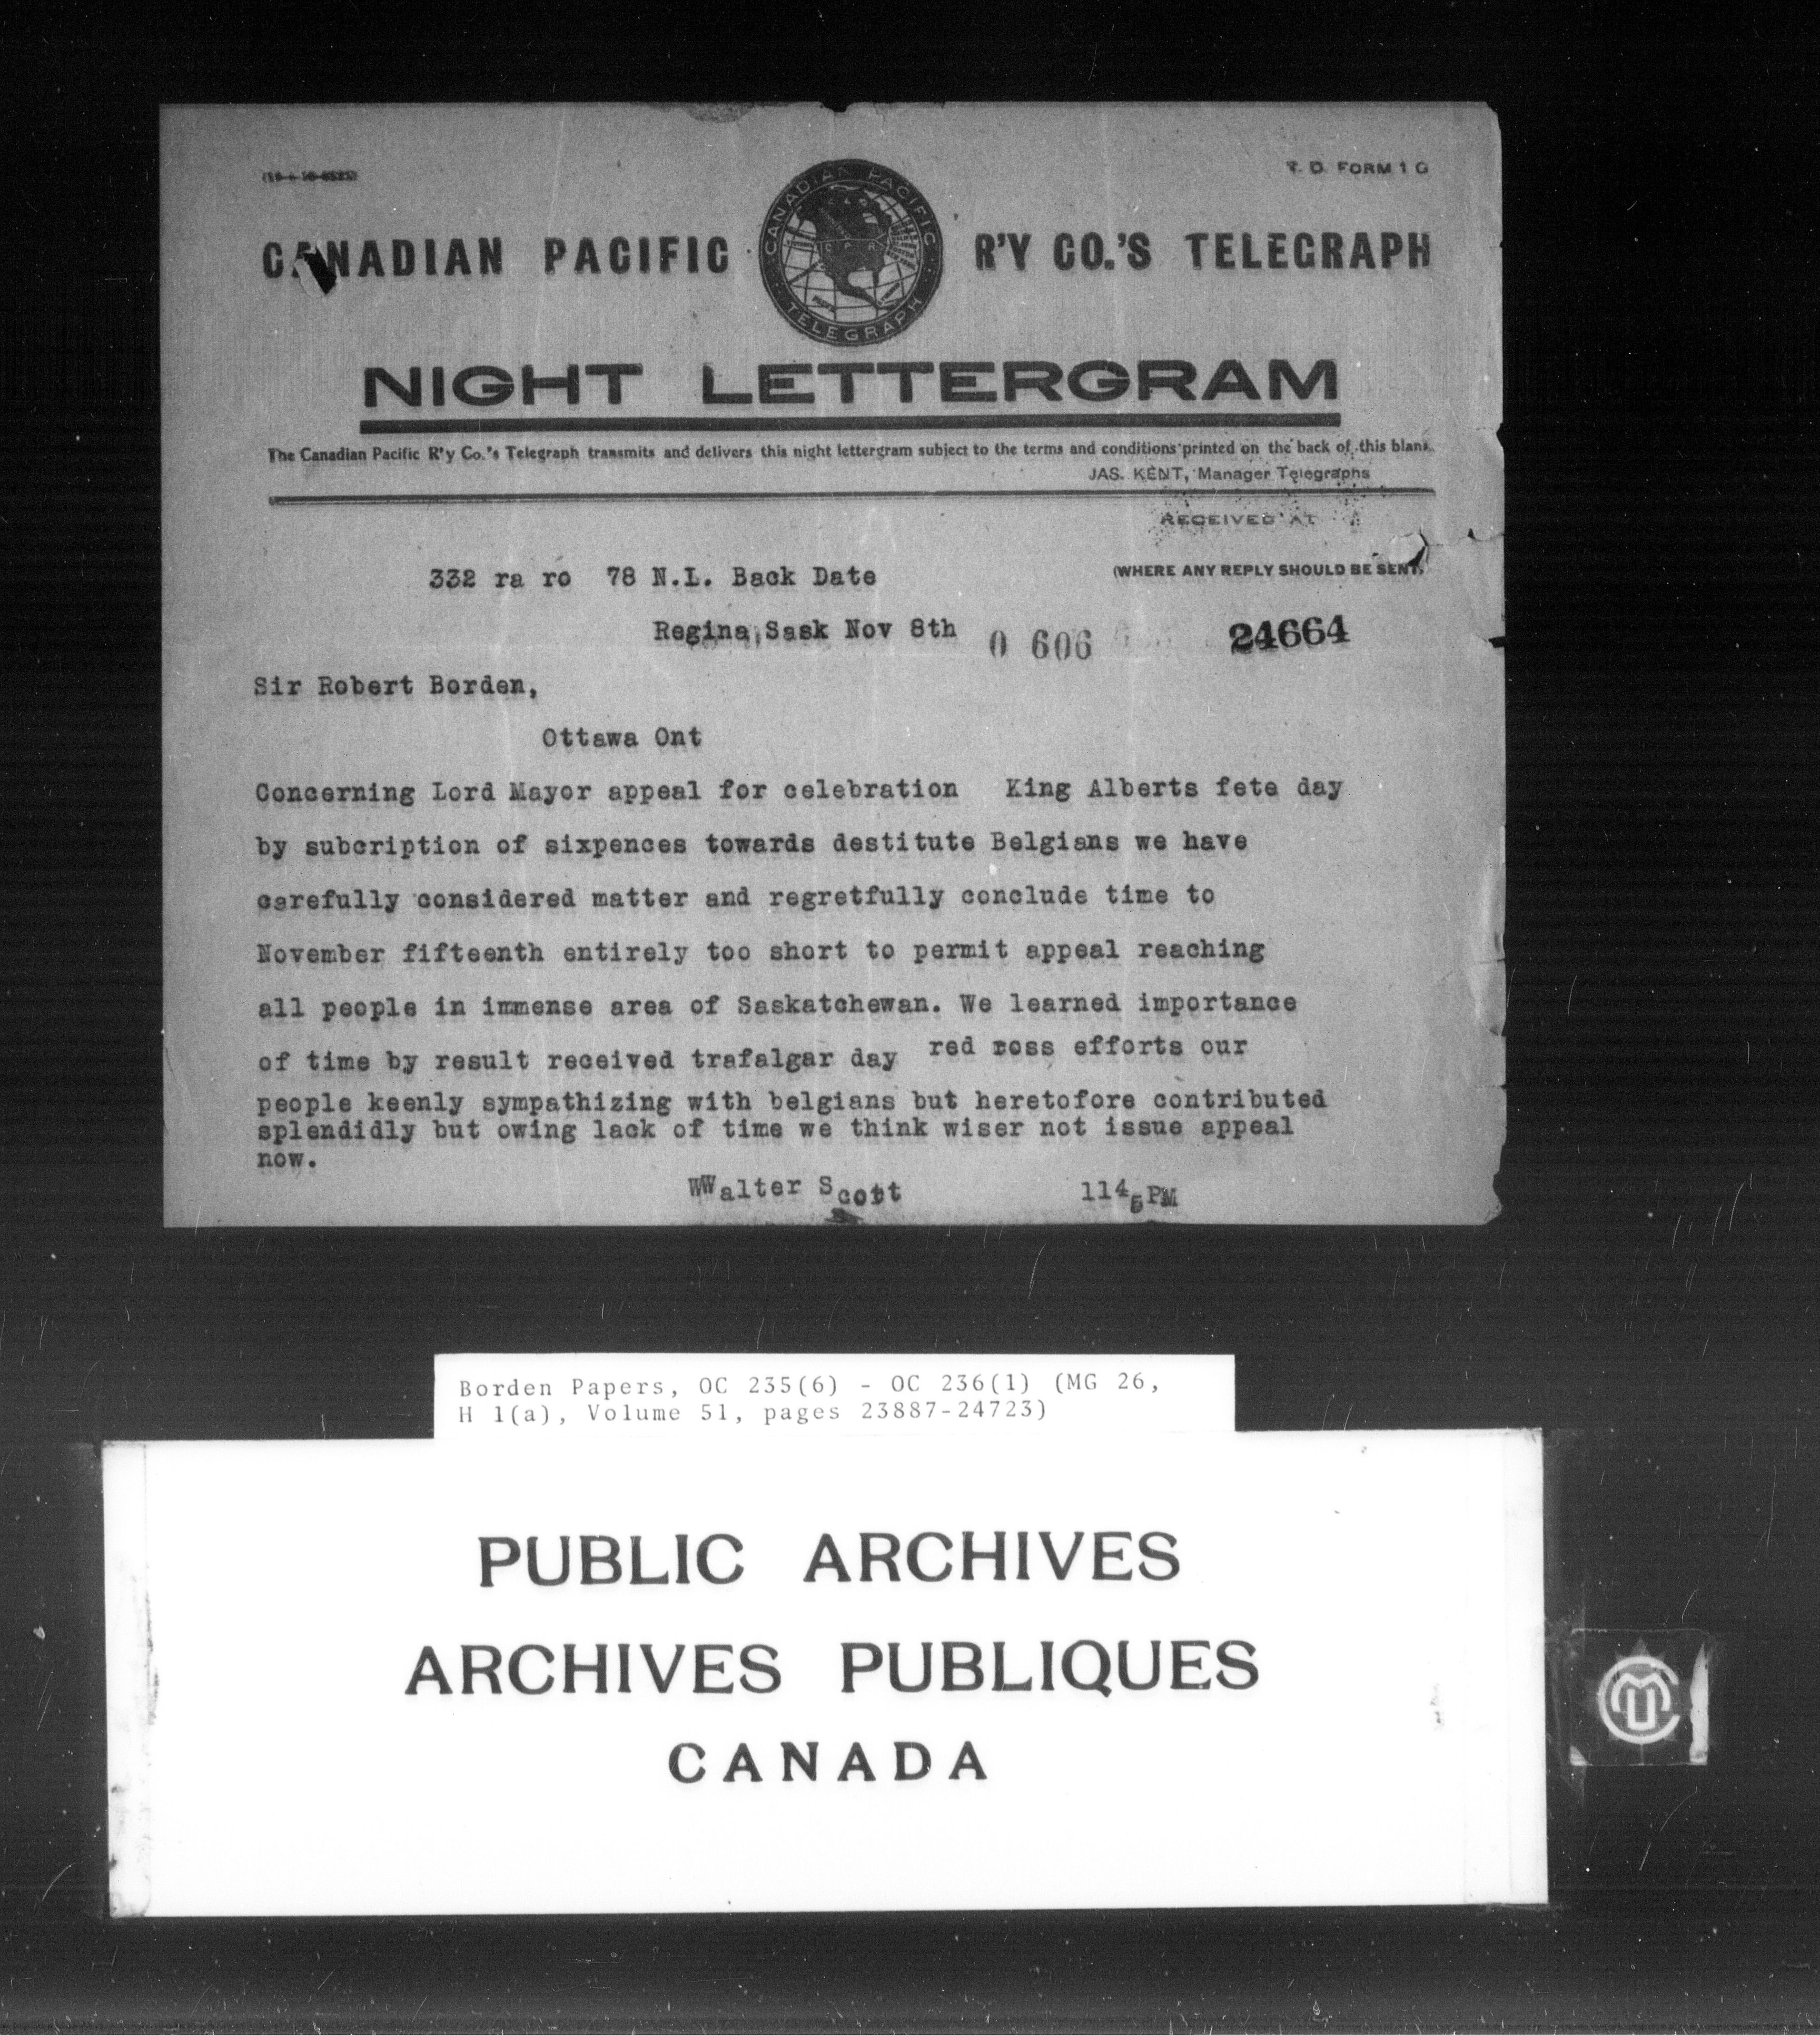 T. D. FORM 1 G
CANADIAN PACIFIC R'Y CO.'S TELEGRAPH
CANADIAN PACIFIC
C P R
TELEGRAPH
NIGHT LETTERGRAM
The Canadian Pacific R'y Co.'s Telegraph transmits and delivers this night lettergram subject to the terms and conditions printed on the back of this blank.
JAS. KENT, Manager Telegraphs
RECEIVED AT
332 ra ro 78 N.L. Back Date
(WHERE ANY REPLY SHOULD BE SENT.
Regina,Sask Nov 8th 0 606 24664
Sir Robert Borden,
Ottawa Ont
Concerning Lord Mayor appeal for celebration King Alberts fete day
by subcription of sixpences towards destitute Belgians we have
carefully considered matter and regretfully conclude time to
November fifteenth entirely too short to permit appeal reaching
all people in immense area of Saskatchewan. We learned importance
of time by result received trafalgar day red ross efforts our
people keenly sympathizing with belgians but heretofore contributed
splendidly but owing lack of time we think wiser not issue appeal
now.
WWalter Scott 1145PM
Borden Papers, OC 235(6) - OC 236(1) (MG 26,
H 1(a), Volume 51, pages 23887-24723)
PUBLIC ARCHIVES
ARCHIVES PUBLIQUES
CANADA